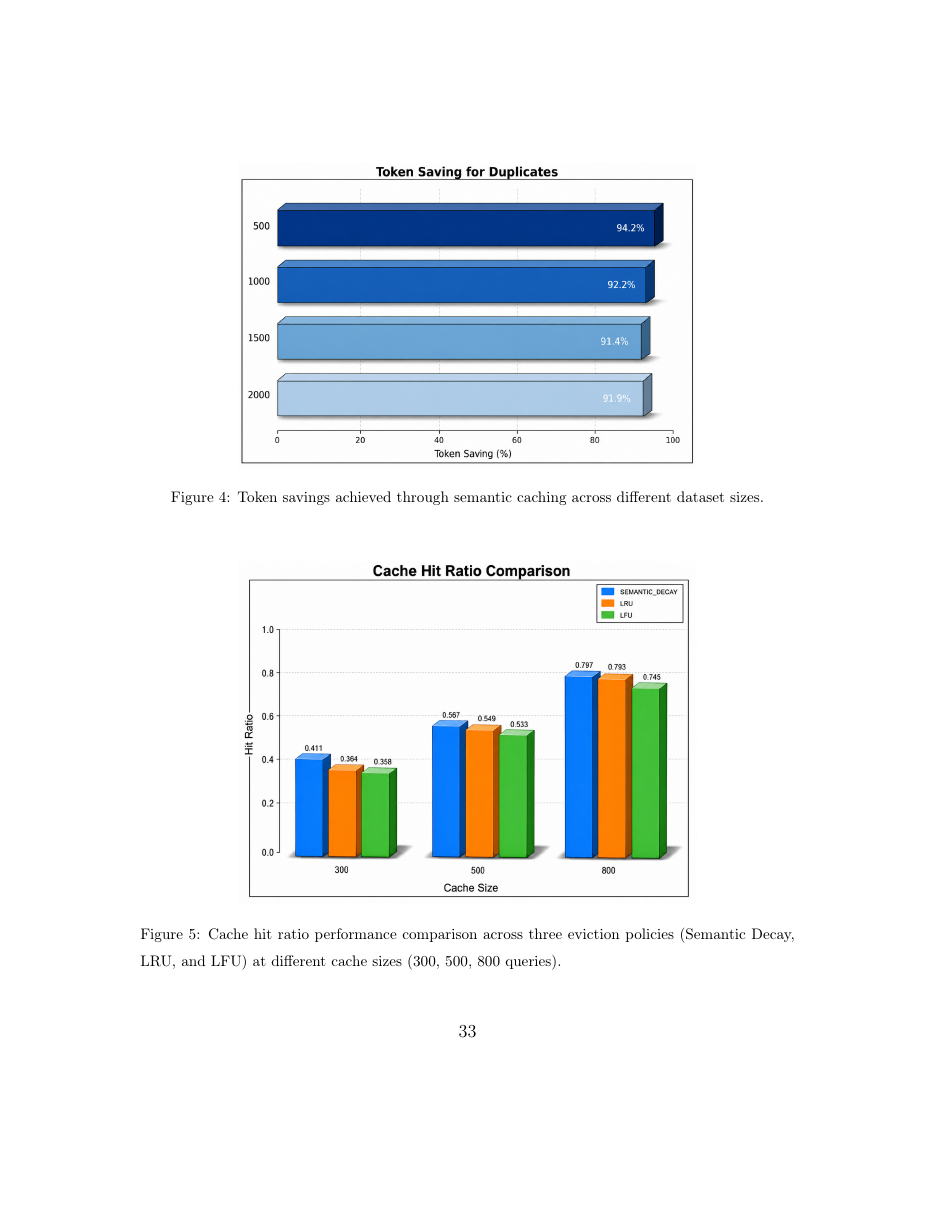 Token Saving for Duplicates
500
94.2%
1000
92.2%
1500
91.4%
2000
91.9%
0 20 40 60 80 100
Token Saving (%)
Figure 4: Token savings achieved through semantic caching across different dataset sizes.
Cache Hit Ratio Comparison
SEMANTIC_DECAY
LRU
LFU
1.0
0.8
0.6
0.4
0.2
0.0
Hit Ratio
0.411 0.364 0.358
0.567 0.549 0.533
0.797 0.793 0.745
300 500 800
Cache Size
Figure 5: Cache hit ratio performance comparison across three eviction policies (Semantic Decay,
LRU, and LFU) at different cache sizes (300, 500, 800 queries).
33